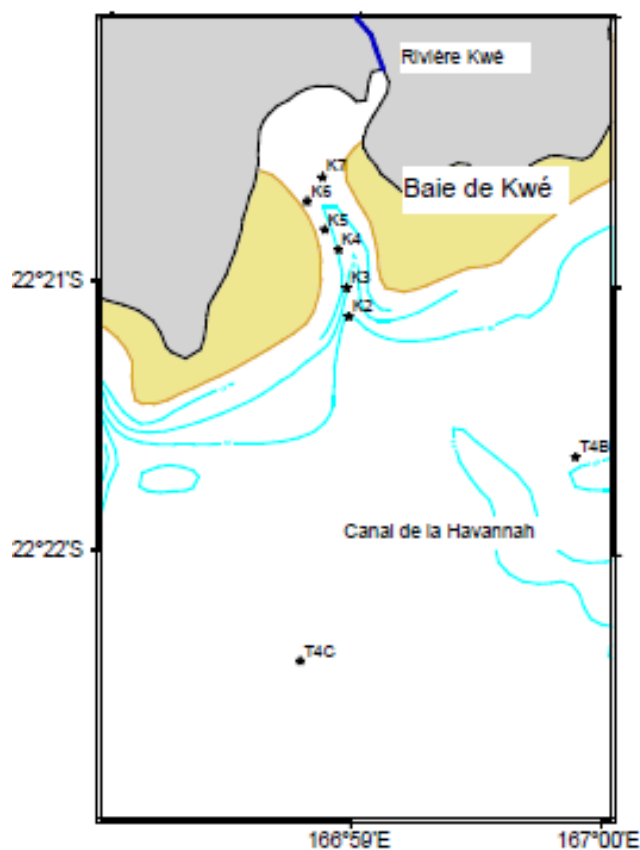 Rivière Kwé
K7
Baie de Kwé
K6
K5
K4
22°21'S
K3
K2
T4B
Canal de la Havannah
22°22'S
T4C
166°59'E
167°00'E